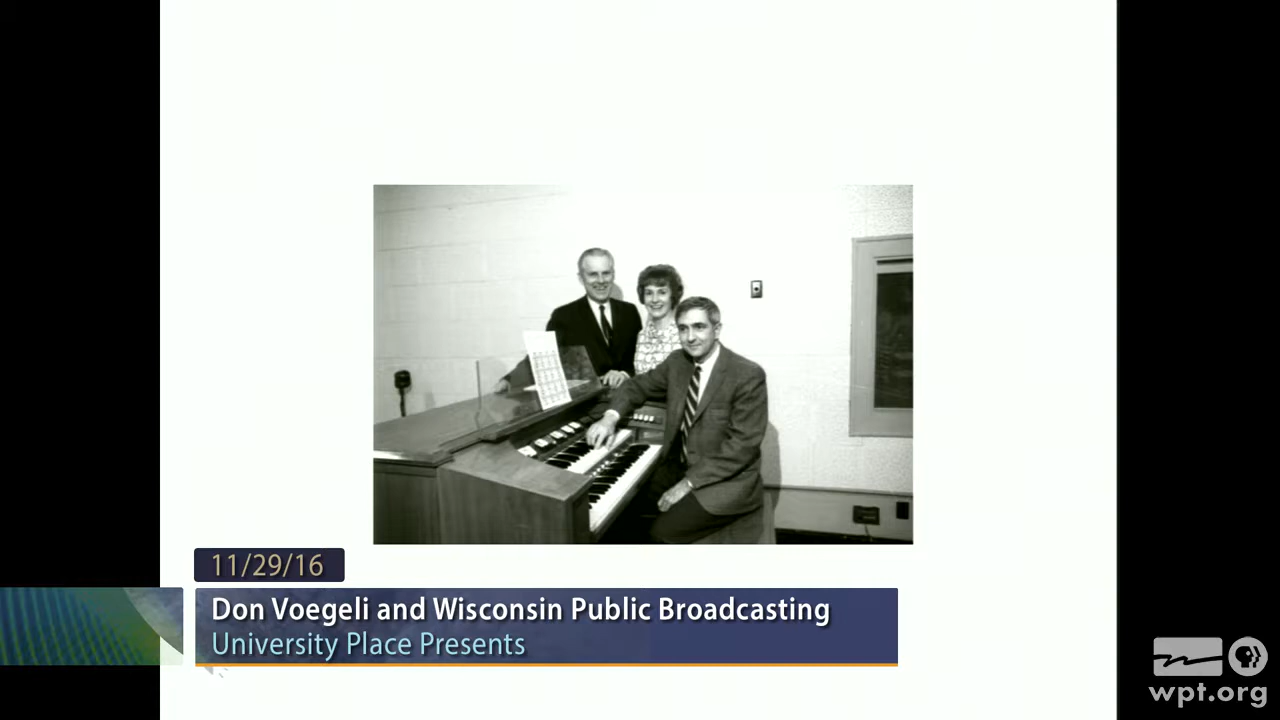 11/29/16
Don Voegeli and Wisconsin Public Broadcasting
University Place Presents
wpt.org